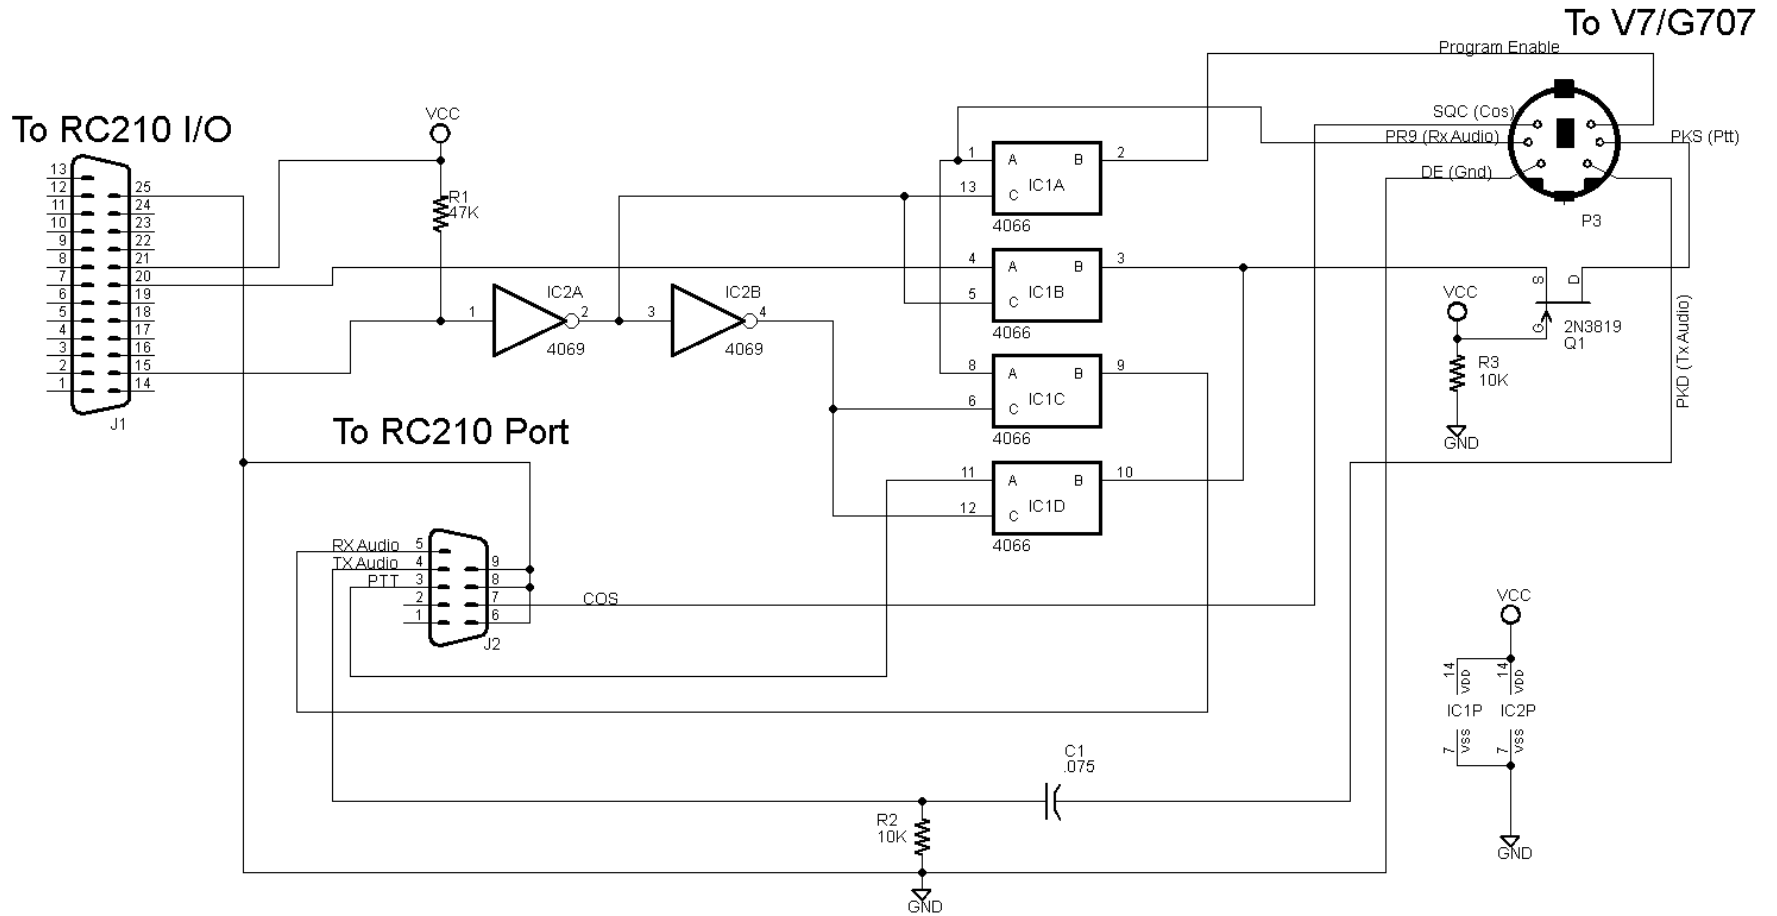 To V7/G707
Program Enable
SQC (Cos)
PR9 (Rx Audio)
PKS (Ptt)
DE (Gnd)
P3
To RC210 I/O
VCC
13
12
11
10
9
8
7
6
5
4
3
2
1
25
24
23
22
21
20
19
18
17
16
15
14
J1
R1
47K
1
IC2A
2
4069
3
IC2B
4
4069
1
A
B
2
13
C
IC1A
4066
4
A
B
3
5
C
IC1B
4066
8
A
B
9
6
C
IC1C
4066
11
A
B
10
12
C
IC1D
4066
S
D
G
2N3819
Q1
VCC
R3
10K
GND
PKD (Tx Audio)
To RC210 Port
RX Audio
TX Audio
PTT
5
4
3
2
1
9
8
7
6
J2
COS
C1
.075
R2
10K
GND
VCC
14
VDD
14
VDD
IC1P
IC2P
7
VSS
7
VSS
GND